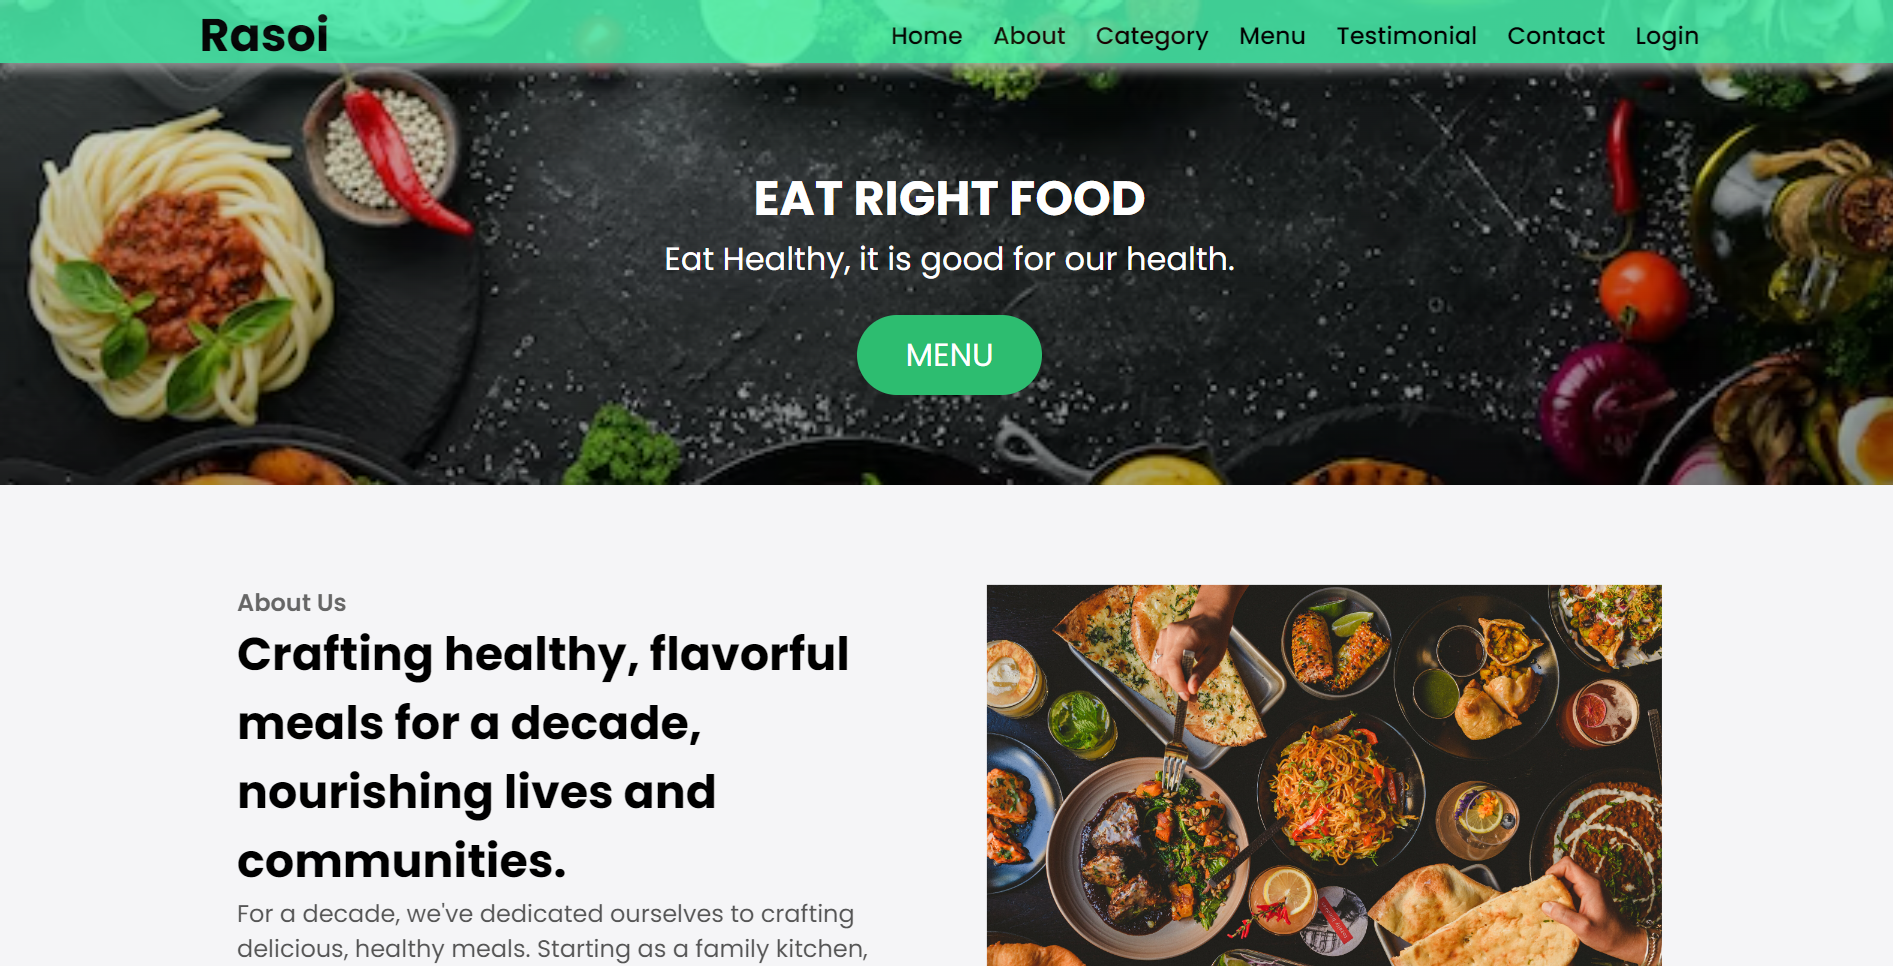 Rasoi
Home About Category Menu Testimonial Contact Login
EAT RIGHT FOOD
Eat Healthy, it is good for our health.
MENU
About Us
Crafting healthy, flavorful
meals for a decade,
nourishing lives and
communities.
For a decade, we've dedicated ourselves to crafting
delicious, healthy meals. Starting as a family kitchen,